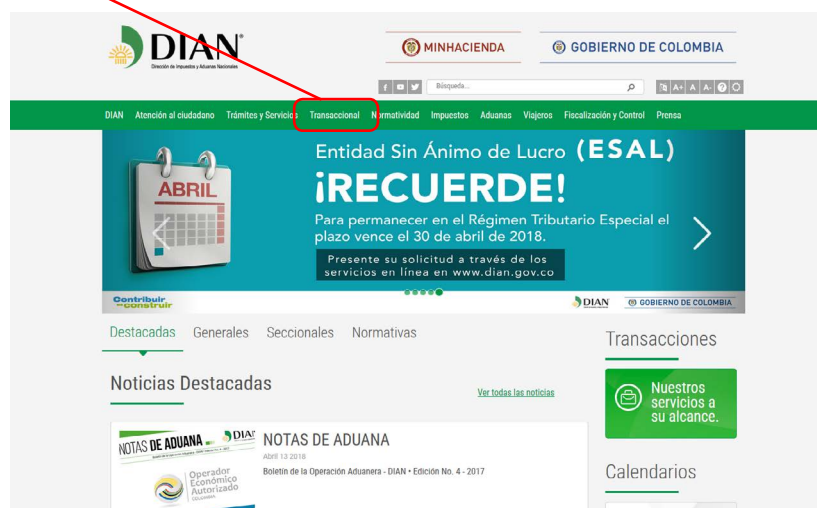 DIAN
Dirección de Impuestos y Aduanas Nacionales
MINHACIENDA
GOBIERNO DE COLOMBIA
Búsqueda...
A+ A A- ?
DIAN Atención al ciudadano Trámites y Servicios Transaccional Normatividad Impuestos Aduanas Viajeros Fiscalización y Control Prensa
ABRIL
Entidad Sin Ánimo de Lucro (ESAL)
¡RECUERDE!
Para permanecer en el Régimen Tributario Especial el
plazo vence el 30 de abril de 2018.
Presente su solicitud a través de los
servicios en línea en www.dian.gov.co
Contribuir
es construir
DIAN
GOBIERNO DE COLOMBIA
Destacadas Generales Seccionales Normativas
Transacciones
Noticias Destacadas
Ver todas las noticias
Nuestros
servicios a
su alcance.
NOTAS DE ADUANA
DIAN
Operador
Económico
Autorizado
COLOMBIA
NOTAS DE ADUANA
Abril 13 2018
Boletín de la Operación Aduanera - DIAN • Edición No. 4 - 2017
Calendarios